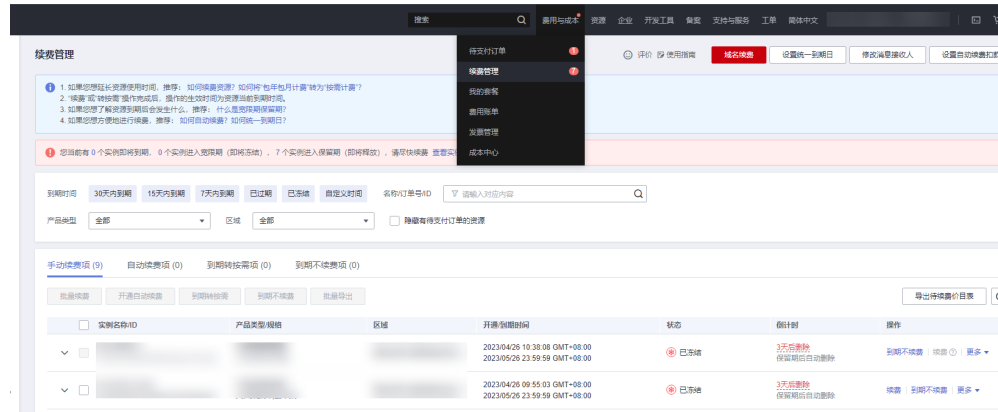 搜索 费用与成本 资源 企业 开发工具 备案 支持与服务 工单 简体中文
续费管理
评价 使用指南 域名续费 设置统一到期日 修改消息接收人 设置自动续费扣款
待支付订单 1
续费管理 7
我的套餐
费用账单
发票管理
成本中心
1. 如果您想延长资源使用时间，推荐： 如何续费资源？如何将“包年包月计费”转为“按需计费”？
2. “续费”或“转按需”操作完成后，操作的生效时间为资源当前到期时间。
3. 如果您想了解资源到期后会发生什么，推荐： 什么是宽限期保留期？
4. 如果您想方便地进行续费，推荐： 如何自动续费？如何统一到期日？
您当前有 0 个实例即将到期， 0 个实例进入宽限期（即将冻结）， 7 个实例进入保留期（即将释放），请尽快续费 查看实
到期时间 30天内到期 15天内到期 7天内到期 已过期 已冻结 自定义时间 名称/订单号/ID 请输入对应内容
产品类型 全部 区域 全部 隐藏有待支付订单的资源
手动续费项 (9) 自动续费项 (0) 到期转按需项 (0) 到期不续费项 (0)
批量续费 开通自动续费 到期转按需 到期不续费 批量导出 导出待续费价目表
实例名称/ID 产品类型/规格 区域 开通/到期时间 状态 倒计时 操作
2023/04/26 10:38:08 GMT+08:00
2023/05/26 23:59:59 GMT+08:00
已冻结
3天后删除
保留期后自动删除
到期不续费 续费 更多
2023/04/26 09:55:03 GMT+08:00
2023/05/26 23:59:59 GMT+08:00
已冻结
3天后删除
保留期后自动删除
续费 到期不续费 更多